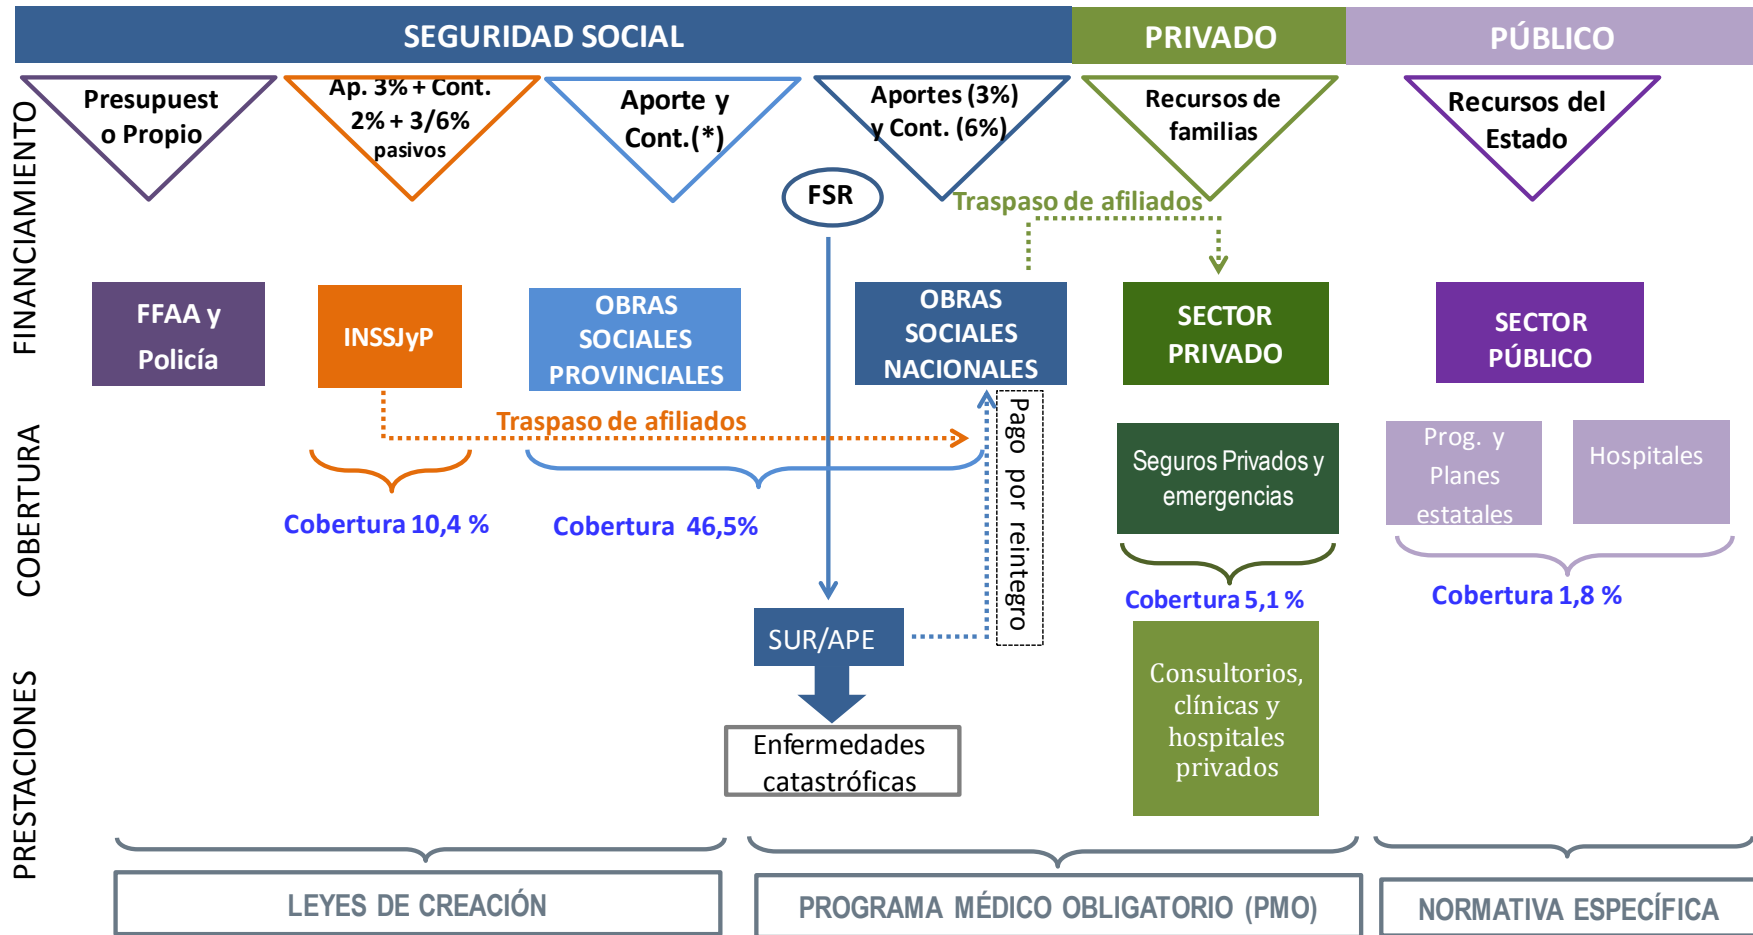 SEGURIDAD SOCIAL
PRIVADO
PÚBLICO
FINANCIAMIENTO
Presupuest
o Propio
Ap. 3% + Cont.
2% + 3/6%
pasivos
Aporte y
Cont.(*)
Aportes (3%)
y Cont. (6%)
Recursos de
familias
Recursos del
Estado
FSR
Traspaso de afiliados
FFAA y
Policía
INSSJyP
OBRAS
SOCIALES
PROVINCIALES
OBRAS
SOCIALES
NACIONALES
SECTOR
PRIVADO
SECTOR
PÚBLICO
COBERTURA
Traspaso de afiliados
Pago por reintegro
Seguros Privados y
emergencias
Prog. y
Planes
estatales
Hospitales
Cobertura 10,4 %
Cobertura 46,5%
Cobertura 5,1 %
Cobertura 1,8 %
PRESTACIONES
SUR/APE
Enfermedades
catastróficas
Consultorios,
clínicas y
hospitales
privados
LEYES DE CREACIÓN
PROGRAMA MÉDICO OBLIGATORIO (PMO)
NORMATIVA ESPECÍFICA